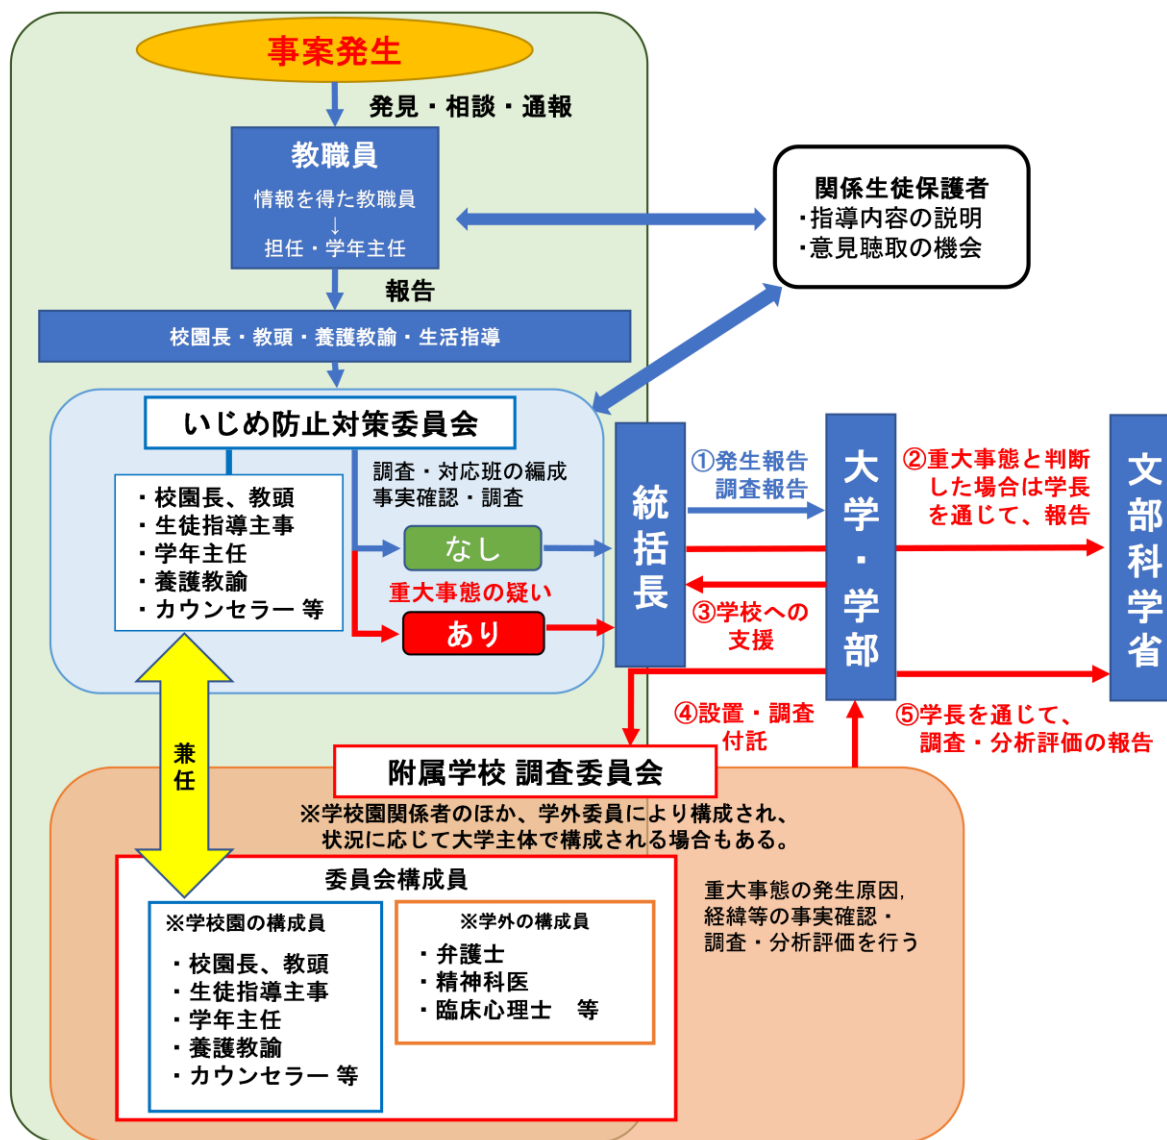 事案発生
発見・相談・通報
教職員
情報を得た教職員
↓
担任・学年主任
関係生徒保護者
・指導内容の説明
・意見聴取の機会
報告
校園長・教頭・養護教諭・生活指導
いじめ防止対策委員会
・校園長、教頭
・生徒指導主事
・学年主任
・養護教諭
・カウンセラー 等
調査・対応班の編成
事実確認・調査
なし
重大事態の疑い
あり
統括長
①発生報告
調査報告
大学・学部
②重大事態と判断
した場合は学長
を通じて、報告
文部科学省
③学校への
支援
④設置・調査
付託
⑤学長を通じて、
調査・分析評価の報告
兼任
附属学校 調査委員会
※学校園関係者のほか、学外委員により構成され、
状況に応じて大学主体で構成される場合もある。
委員会構成員
※学校園の構成員
・校園長、教頭
・生徒指導主事
・学年主任
・養護教諭
・カウンセラー 等
※学外の構成員
・弁護士
・精神科医
・臨床心理士　等
重大事態の発生原因,
経緯等の事実確認・
調査・分析評価を行う